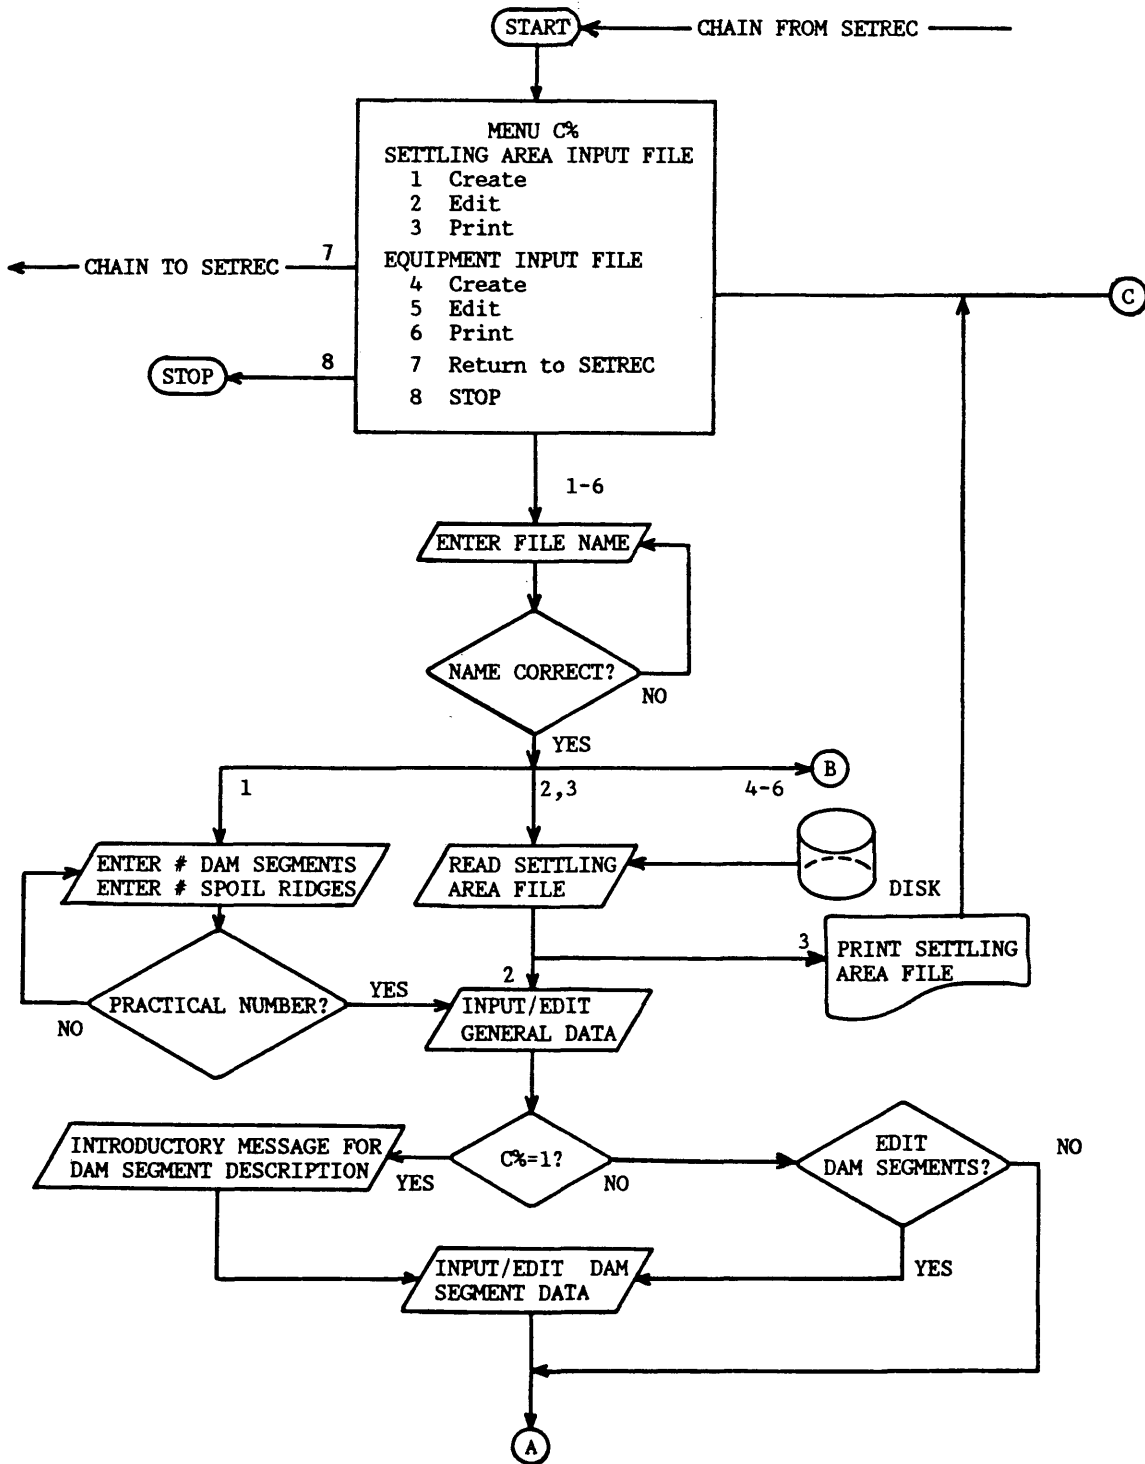 START
CHAIN FROM SETREC
MENU C%
SETTLING AREA INPUT FILE
1 Create
2 Edit
3 Print
7
CHAIN TO SETREC
EQUIPMENT INPUT FILE
4 Create
5 Edit
6 Print
C
8
STOP
7 Return to SETREC
8 STOP
1-6
ENTER FILE NAME
NAME CORRECT?
NO
YES
B
1
2,3
4-6
ENTER # DAM SEGMENTS
ENTER # SPOIL RIDGES
READ SETTLING
AREA FILE
DISK
3
PRINT SETTLING
AREA FILE
2
PRACTICAL NUMBER?
YES
NO
INPUT/EDIT
GENERAL DATA
INTRODUCTORY MESSAGE FOR
DAM SEGMENT DESCRIPTION
C%=1?
YES
NO
EDIT
DAM SEGMENTS?
NO
INPUT/EDIT DAM
SEGMENT DATA
YES
A